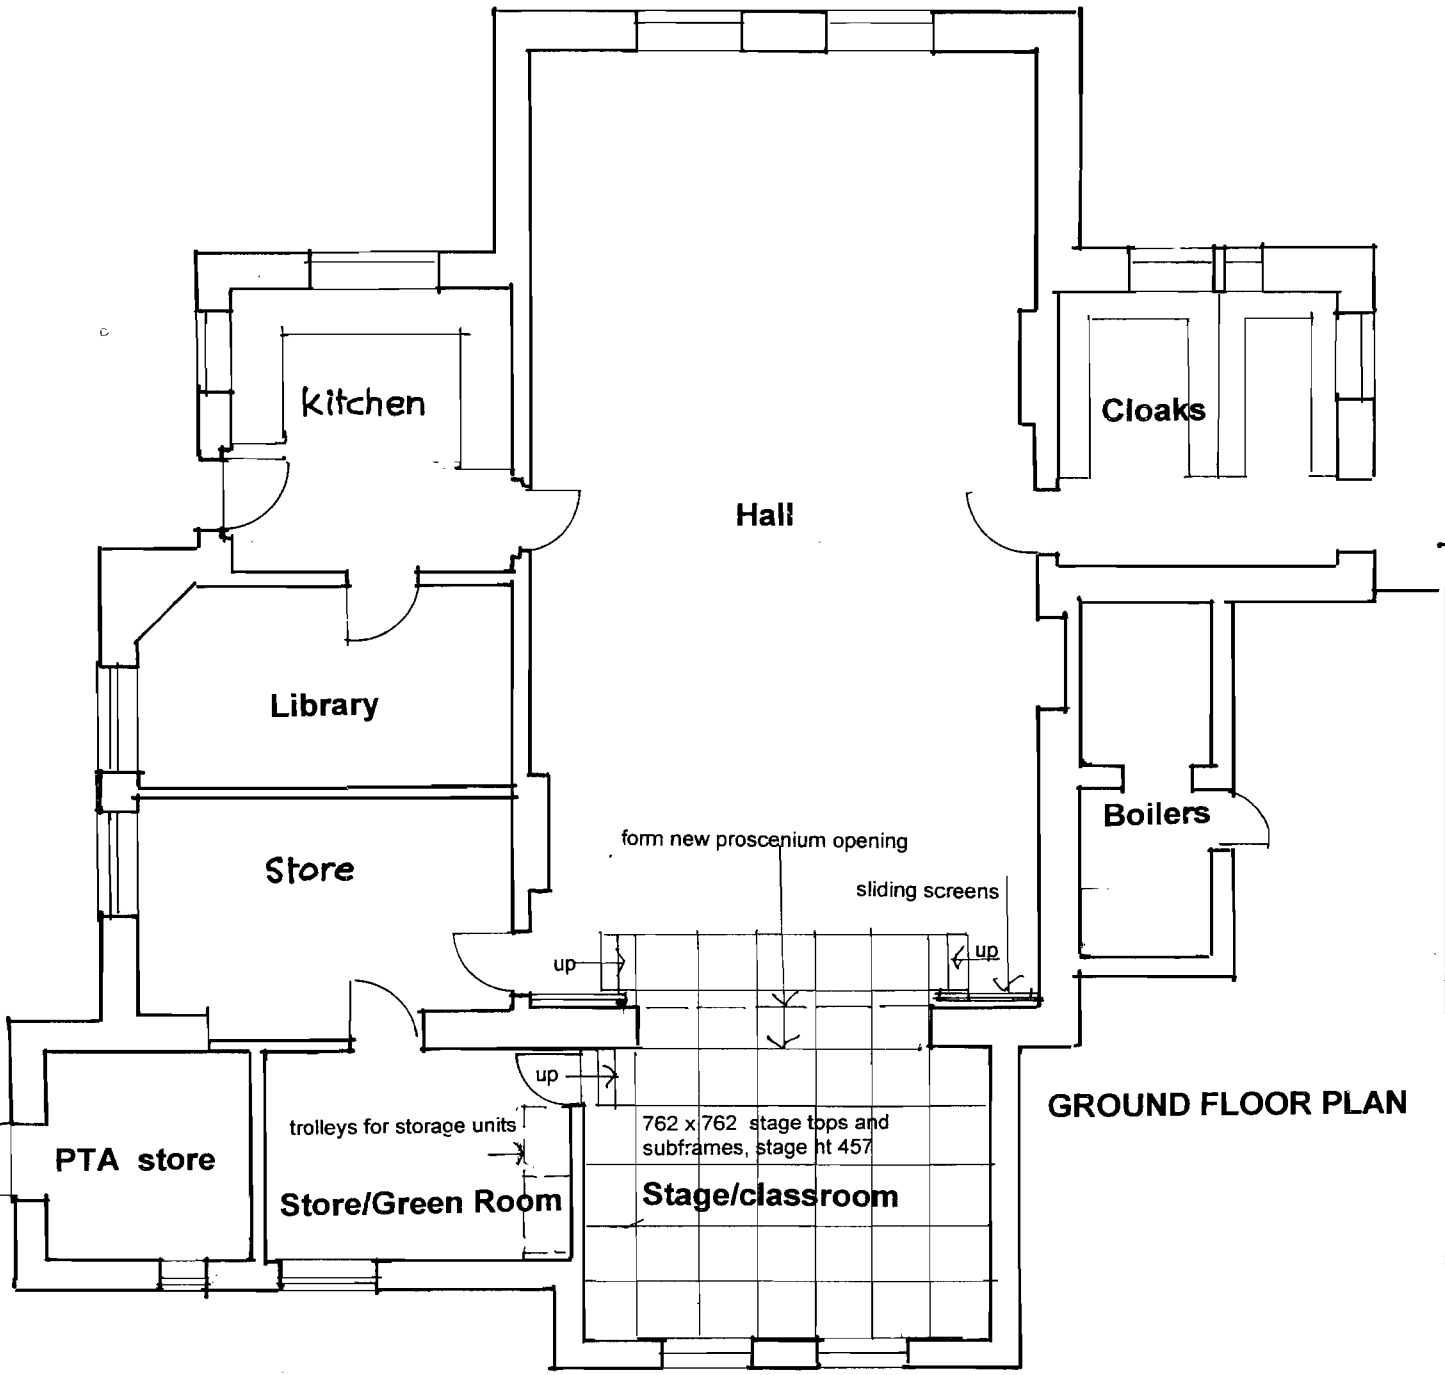 kitchen
Cloaks
Hall
Library
Boilers
form new proscenium opening
Store
sliding screens
up
up
up
GROUND FLOOR PLAN
trolleys for storage units
762 x 762 stage tops and
subframes, stage ht 457
PTA store
Store/Green Room
Stage/classroom